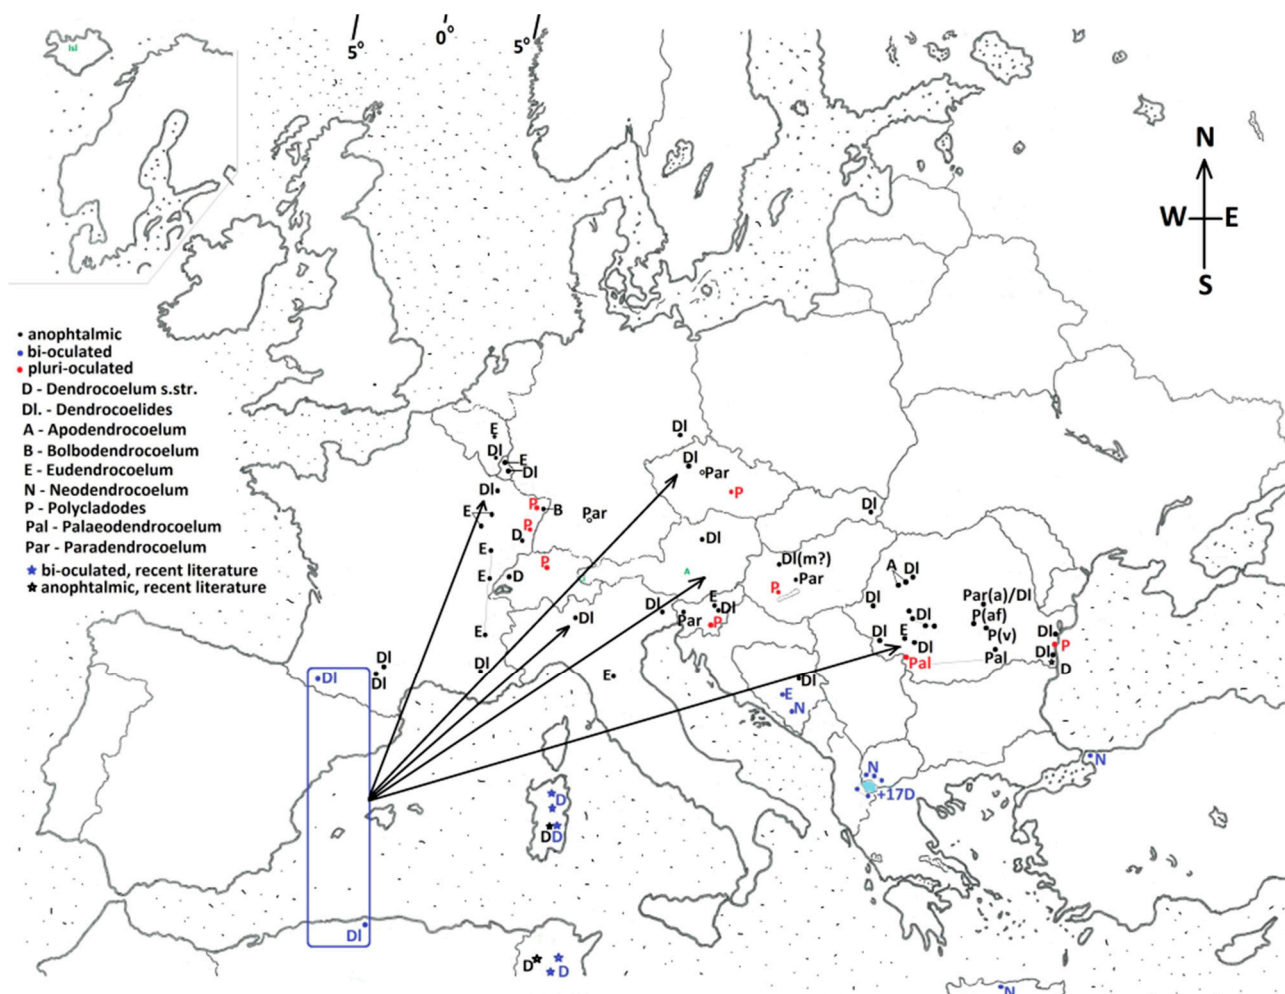 5°
0°
5°
Isl
N
W
E
S
• anophtalmic
• bi-oculated
• pluri-oculated
D - Dendrocoelum s.str.
Dl. - Dendrocoelides
A - Apodendrocoelum
B - Bolbodendrocoelum
E - Eudendrocoelum
N - Neodendrocoelum
P - Polycladodes
Pal - Palaeodendrocoelum
Par - Paradendrocoelum
★ bi-oculated, recent literature
★ anophtalmic, recent literature
E
Dl
E
Dl
Dl
E
P
B
P
D
E
E
D
P
E
Dl
Par
Dl
Dl
Par
P
Dl
Dl
A
Dl(m?)
Par
P
Dl
Dl
E
Dl
Par
P
E
A
Dl
Dl
Dl
Dl
E
Dl
Pal
Par(a)/Dl
P(af)
P(v)
Pal
Dl
P
Dl
D
Dl
Dl
Dl
Dl
Dl
E
N
N
+17D
N
D
D
D
D
D
N